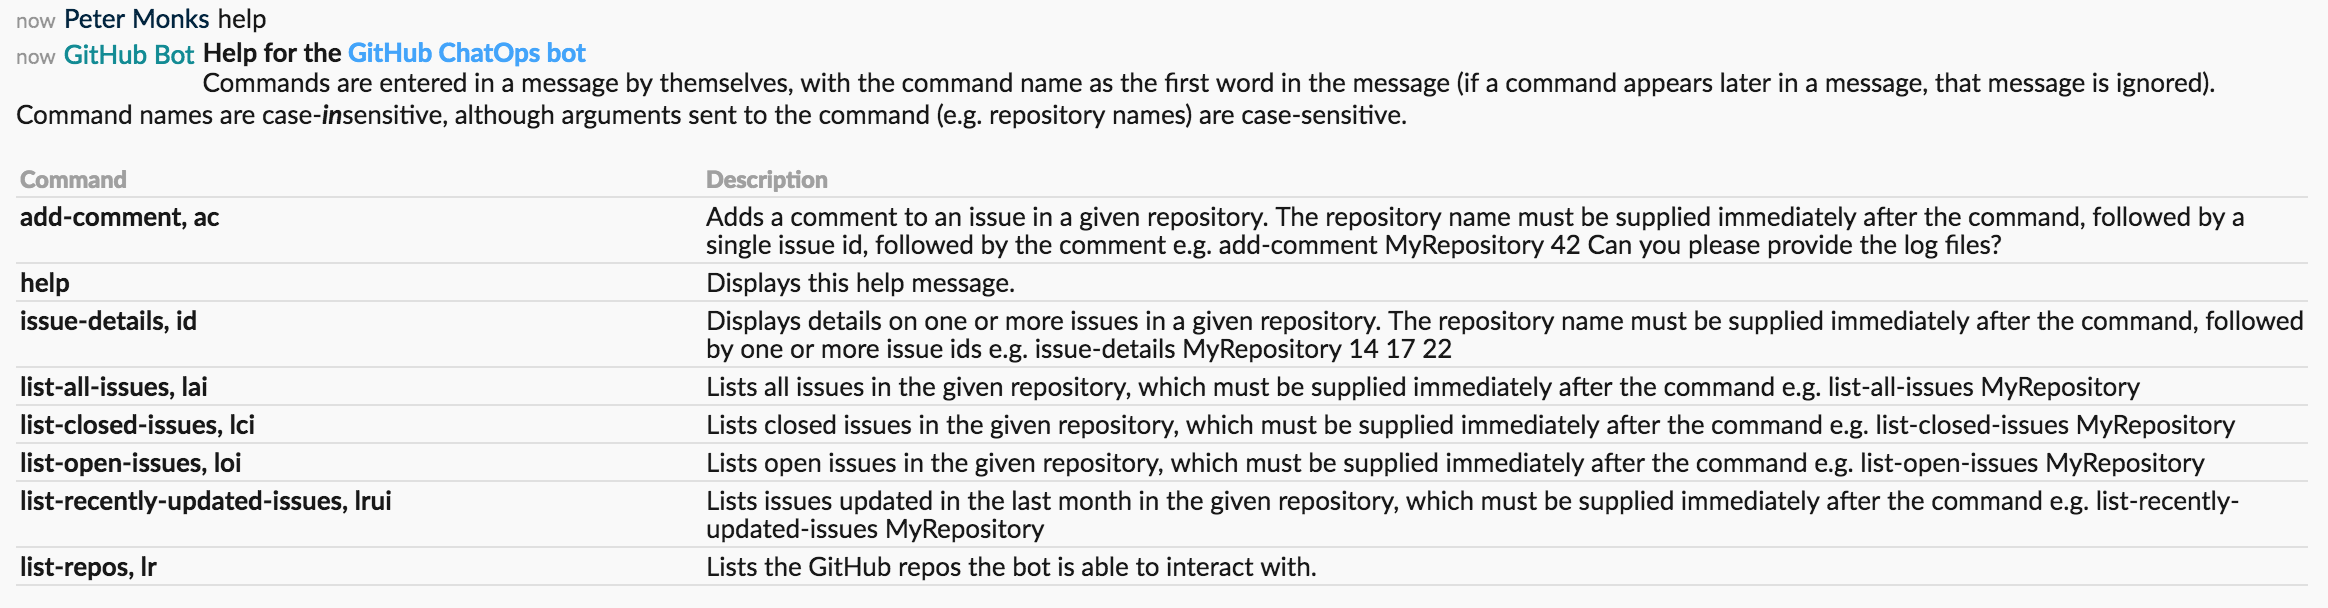 now Peter Monks help
now GitHub Bot Help for the GitHub ChatOps bot
Commands are entered in a message by themselves, with the command name as the first word in the message (if a command appears later in a message, that message is ignored).
Command names are case-insensitive, although arguments sent to the command (e.g. repository names) are case-sensitive.
Command Description
add-comment, ac Adds a comment to an issue in a given repository. The repository name must be supplied immediately after the command, followed by a
single issue id, followed by the comment e.g. add-comment MyRepository 42 Can you please provide the log files?
help Displays this help message.
issue-details, id Displays details on one or more issues in a given repository. The repository name must be supplied immediately after the command, followed
by one or more issue ids e.g. issue-details MyRepository 14 17 22
list-all-issues, lai Lists all issues in the given repository, which must be supplied immediately after the command e.g. list-all-issues MyRepository
list-closed-issues, lci Lists closed issues in the given repository, which must be supplied immediately after the command e.g. list-closed-issues MyRepository
list-open-issues, loi Lists open issues in the given repository, which must be supplied immediately after the command e.g. list-open-issues MyRepository
list-recently-updated-issues, lrui Lists issues updated in the last month in the given repository, which must be supplied immediately after the command e.g. list-recently-
updated-issues MyRepository
list-repos, lr Lists the GitHub repos the bot is able to interact with.